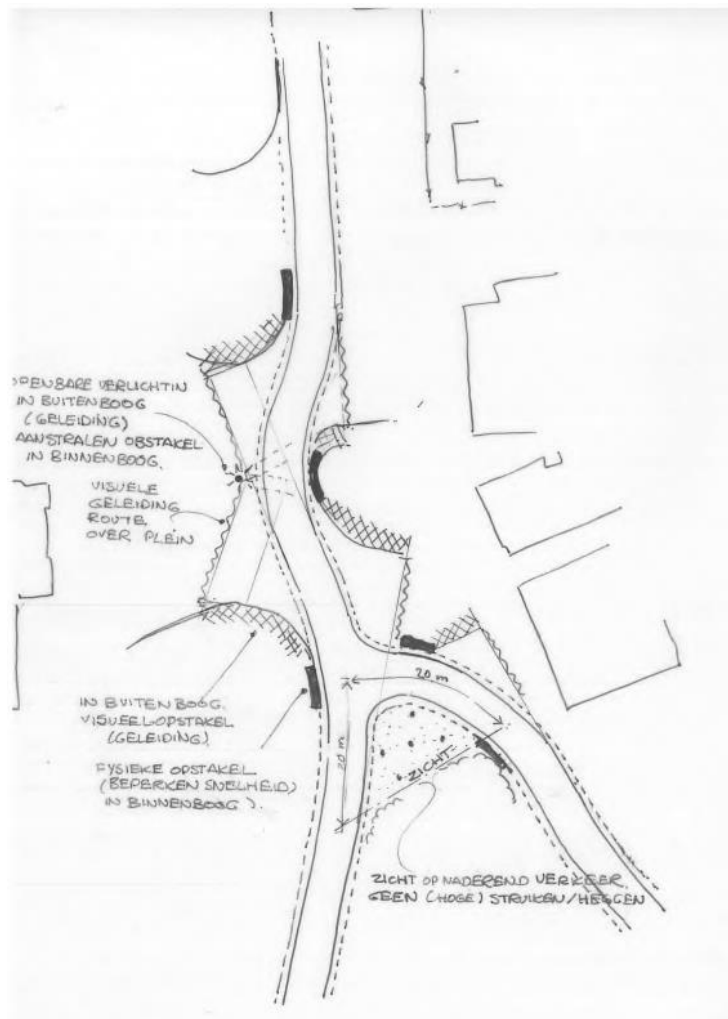 OPENBARE VERLICHTIN
IN BUITENBOOG
(GELEIDING)
AANSTRALEN OBSTAKEL
IN BINNENBOOG.
VISUELE
GELEIDING
ROUTE
OVER PLEIN
20 m
IN BUITENBOOG.
VISUEEL-OPSTAKEL
(GELEIDING)
20 m
ZICHT
FYSIEKE OPSTAKEL
(BEPERKEN SNELHEID)
IN BINNENBOOG).
ZICHT OP NADEREND VERKEER.
GEEN (HOGE) STRUIKEN/HEGGEN